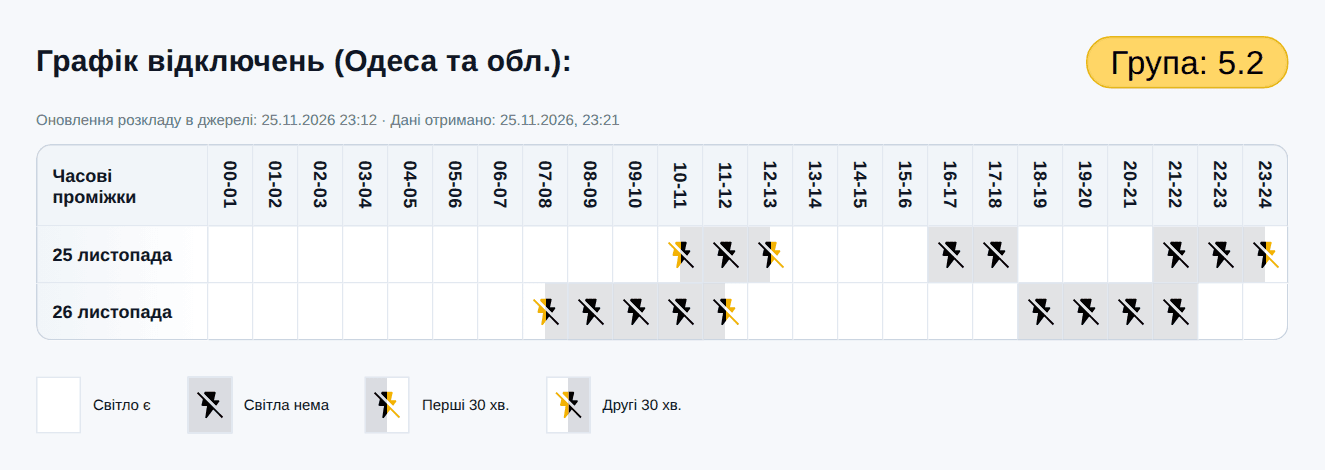 Графік відключень (Одеса та обл.):
Група: 5.2
Оновлення розкладу в джерелі: 25.11.2026 23:12 · Дані отримано: 25.11.2026, 23:21
Часові
проміжки
00-01
01-02
02-03
03-04
04-05
05-06
06-07
07-08
08-09
09-10
10-11
11-12
12-13
13-14
14-15
15-16
16-17
17-18
18-19
19-20
20-21
21-22
22-23
23-24
25 листопада
26 листопада
Світло є
Світла нема
Перші 30 хв.
Другі 30 хв.